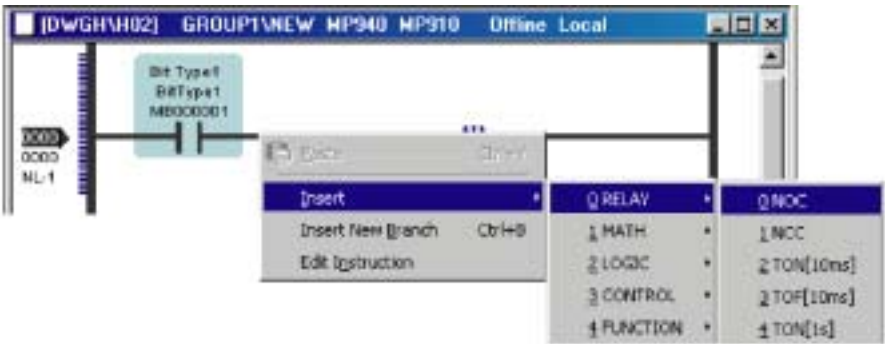 [DWGH\H02] GROUP1\NEW MP940 MP910 Offline Local
Bit Type1
BitType1
MB000001
0000
0000
NL-1
***
Paste Ctrl+V
Insert
Insert New Branch Ctrl+B
Edit Instruction
0 RELAY
1 MATH
2 LOGIC
3 CONTROL
4 FUNCTION
0 NOC
1 NCC
2 TON[10ms]
3 TOF[10ms]
4 TON[1s]